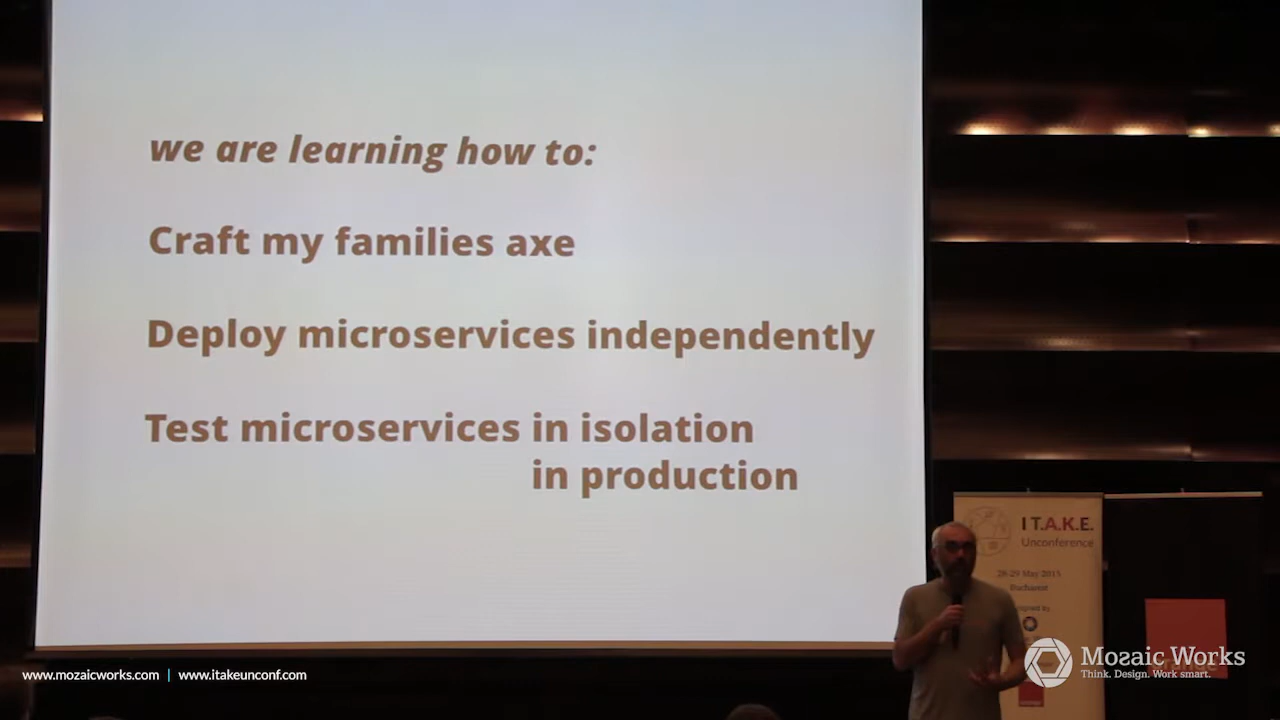 we are learning how to:
Craft my families axe
Deploy microservices independently
Test microservices in isolation
in production
I T.A.K.E.
Unconference
28-29 May 2015
Bucharest
Mozaic Works
Think. Design. Work smart.
www.mozaicworks.com | www.itakeunconf.com